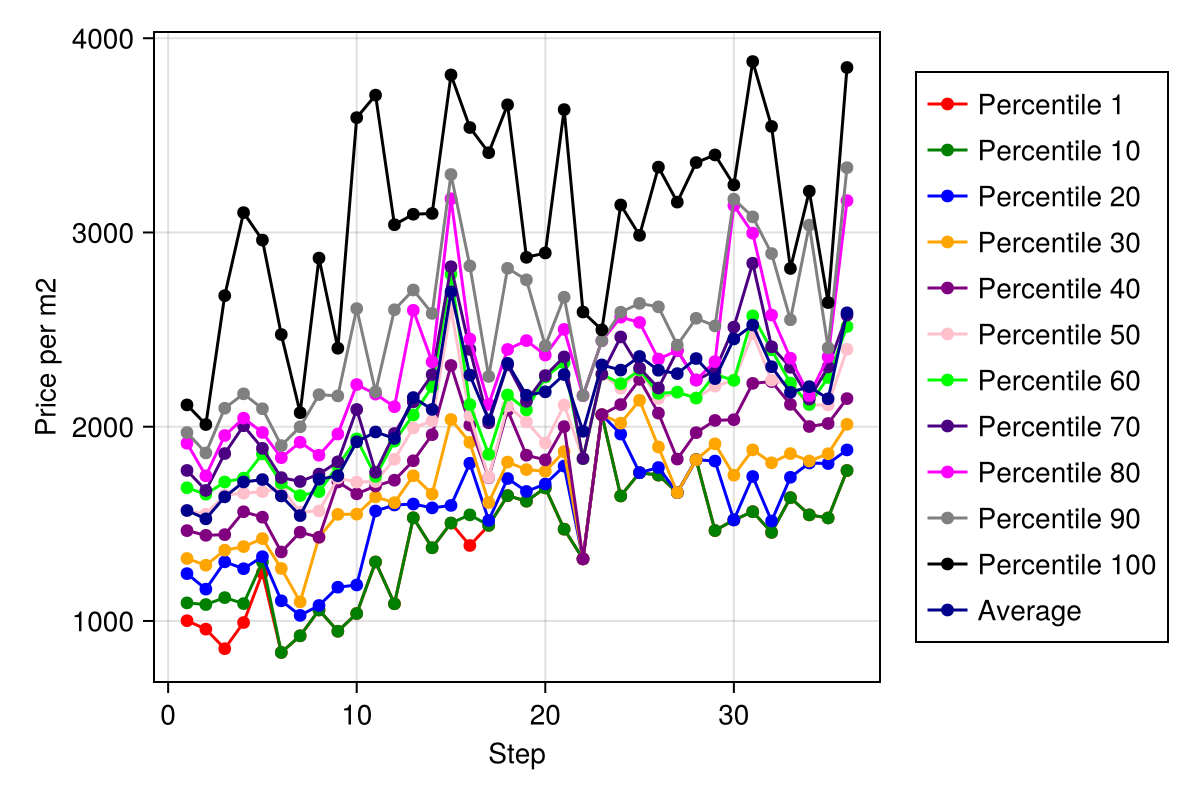 4000
3000
2000
1000
Price per m2
0 10 20 30
Step
Percentile 1
Percentile 10
Percentile 20
Percentile 30
Percentile 40
Percentile 50
Percentile 60
Percentile 70
Percentile 80
Percentile 90
Percentile 100
Average